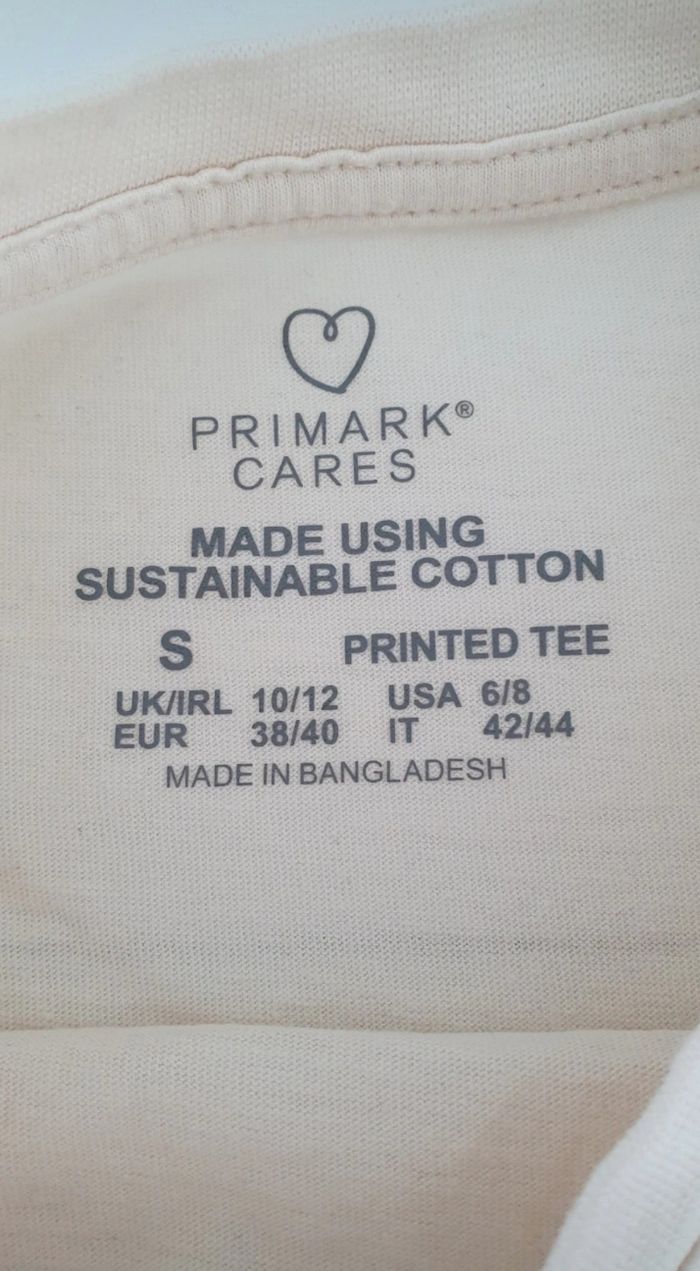 PRIMARK®
CARES
MADE USING
SUSTAINABLE COTTON
S PRINTED TEE
UK/IRL 10/12 USA 6/8
EUR 38/40 IT 42/44
MADE IN BANGLADESH